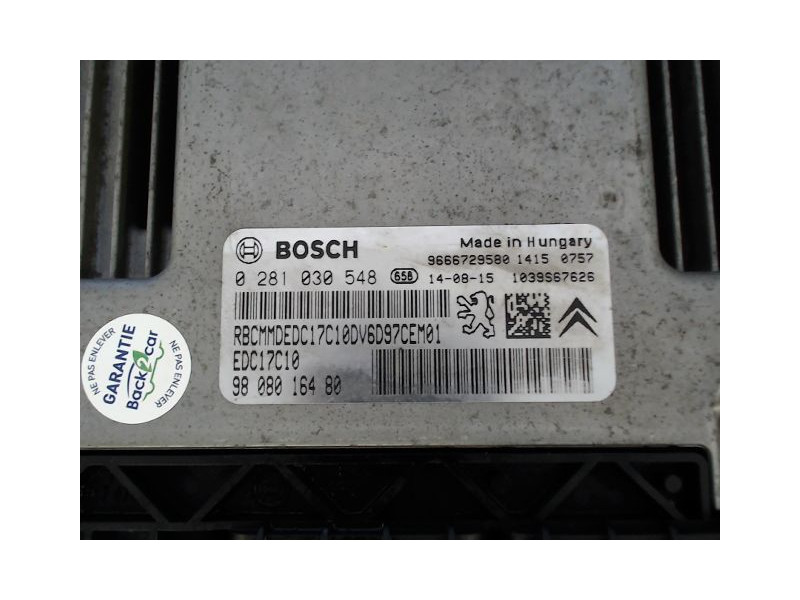 BOSCH
Made in Hungary
9666729580 1415 0757
0 281 030 548 658 14-08-15 1039S67626
RBCMMDEDC17C10DV6D97CEM01
EDC17C10
98 080 164 80
NE PAS ENLEVER
GARANTIE
Back2car
NE PAS ENLEVER